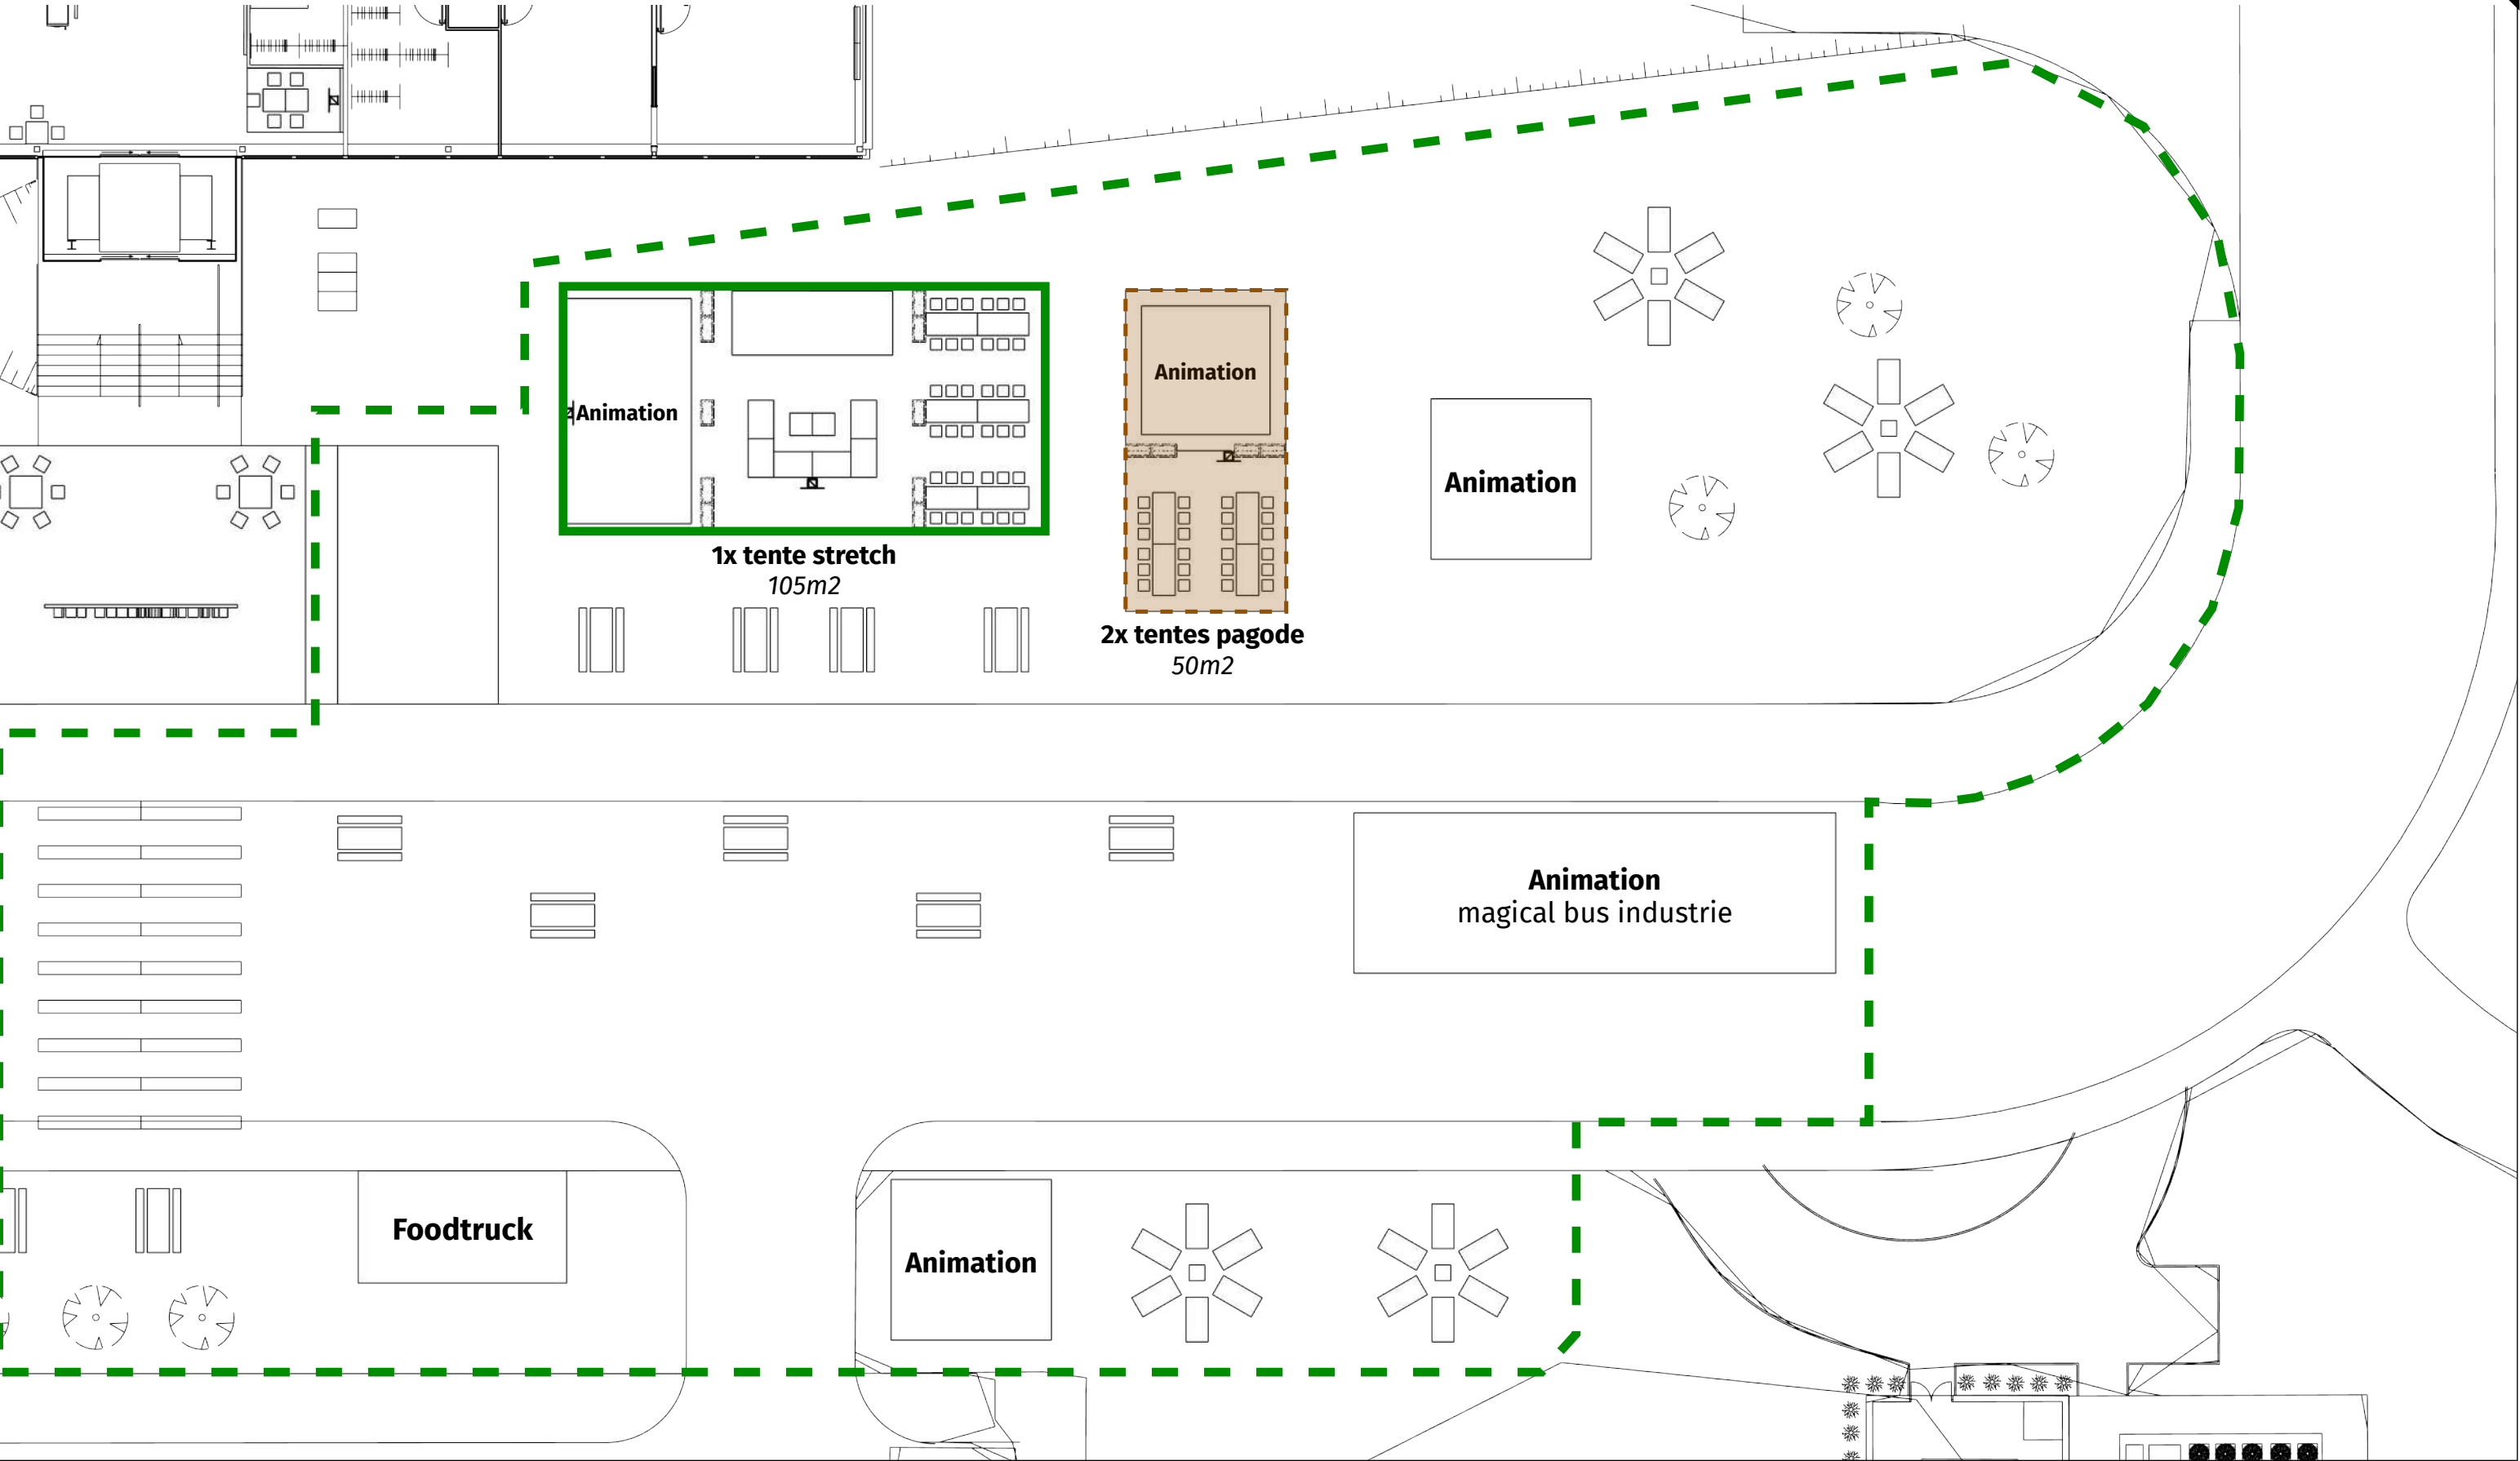 Animation
Animation
1x tente stretch
105m2
Animation
2x tentes pagode
50m2
Animation
magical bus industrie
Foodtruck
Animation